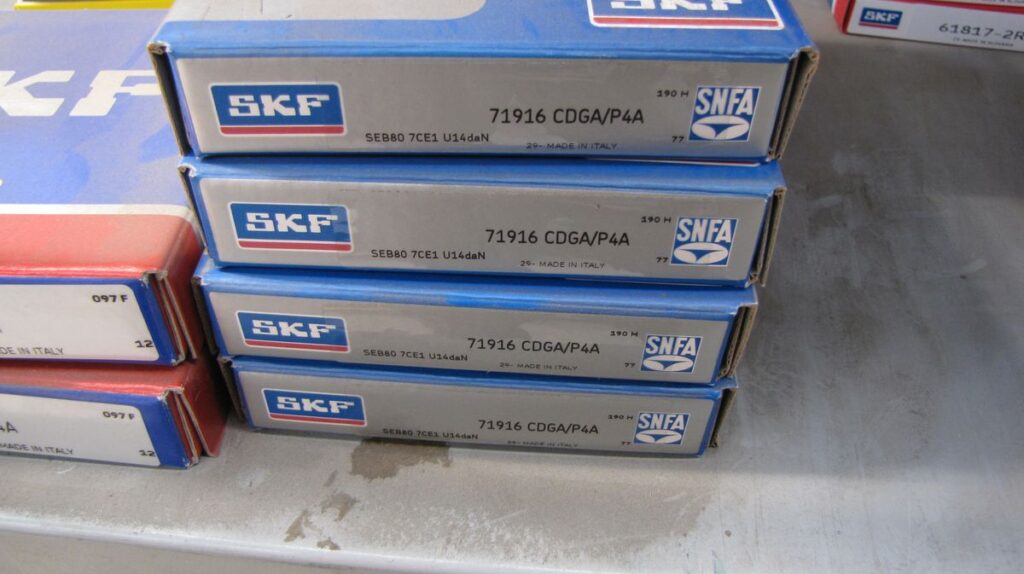 SKF
SKF
61817-2R
SKF
SKF
71916 CDGA/P4A
190 H
SNFA
SEB80 7CE1 U14daN
29- MADE IN ITALY
77
SKF
71916 CDGA/P4A
190 H
SNFA
SEB80 7CE1 U14daN
29- MADE IN ITALY
77
SKF
71916 CDGA/P4A
190 H
SNFA
SEB80 7CE1 U14daN
29- MADE IN ITALY
77
SKF
71916 CDGA/P4A
190 H
SNFA
SEB80 7CE1 U14daN
29- MADE IN ITALY
77
097 F
ADE IN ITALY
12
097 F
4A
MADE IN ITALY
12